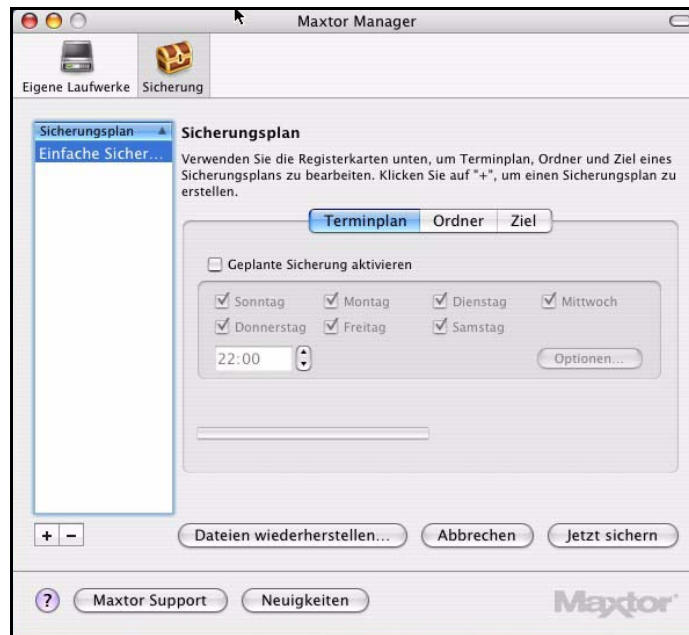 Maxtor Manager
Eigene Laufwerke
Sicherung
Sicherungsplan
Einfache Sicher...
Sicherungsplan
Verwenden Sie die Registerkarten unten, um Terminplan, Ordner und Ziel eines
Sicherungsplans zu bearbeiten. Klicken Sie auf "+", um einen Sicherungsplan zu
erstellen.
Terminplan Ordner Ziel
Geplante Sicherung aktivieren
Sonntag Montag Dienstag Mittwoch
Donnerstag Freitag Samstag
22:00 Optionen...
+ −
Dateien wiederherstellen... Abbrechen Jetzt sichern
? Maxtor Support Neuigkeiten Maxtor